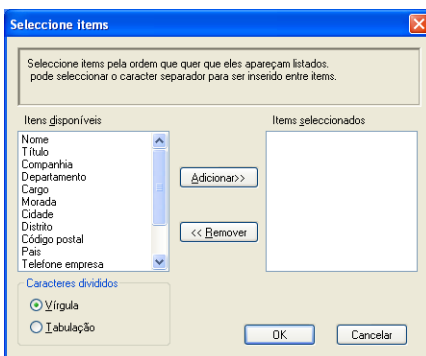 Seleccione items
Seleccione items pela ordem que quer que eles apareçam listados.
pode seleccionar o caracter separador para ser inserido entre items.
Itens disponíveis
Items seleccionados
Nome
Título
Companhia
Departamento
Cargo
Morada
Cidade
Distrito
Código postal
Pais
Telefone empresa
Adicionar>>
<< Remover
Caracteres divididos
Vírgula
Tabulação
OK
Cancelar